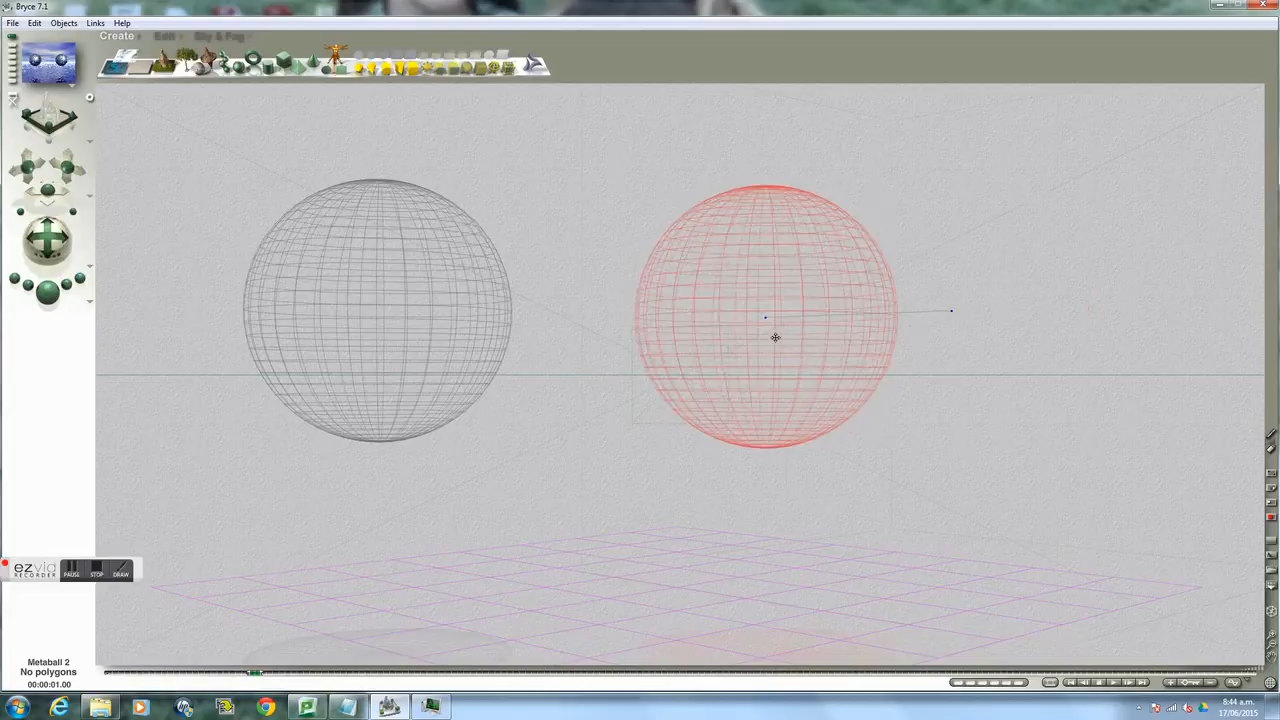 Bryce 7.1
File Edit Objects Links Help
Create Edit Sky & Fog
ezvid
RECORDER
PAUSE STOP DRAW
Metaball 2
No polygons
00:00:01.00
8:44 a.m.
17/06/2015